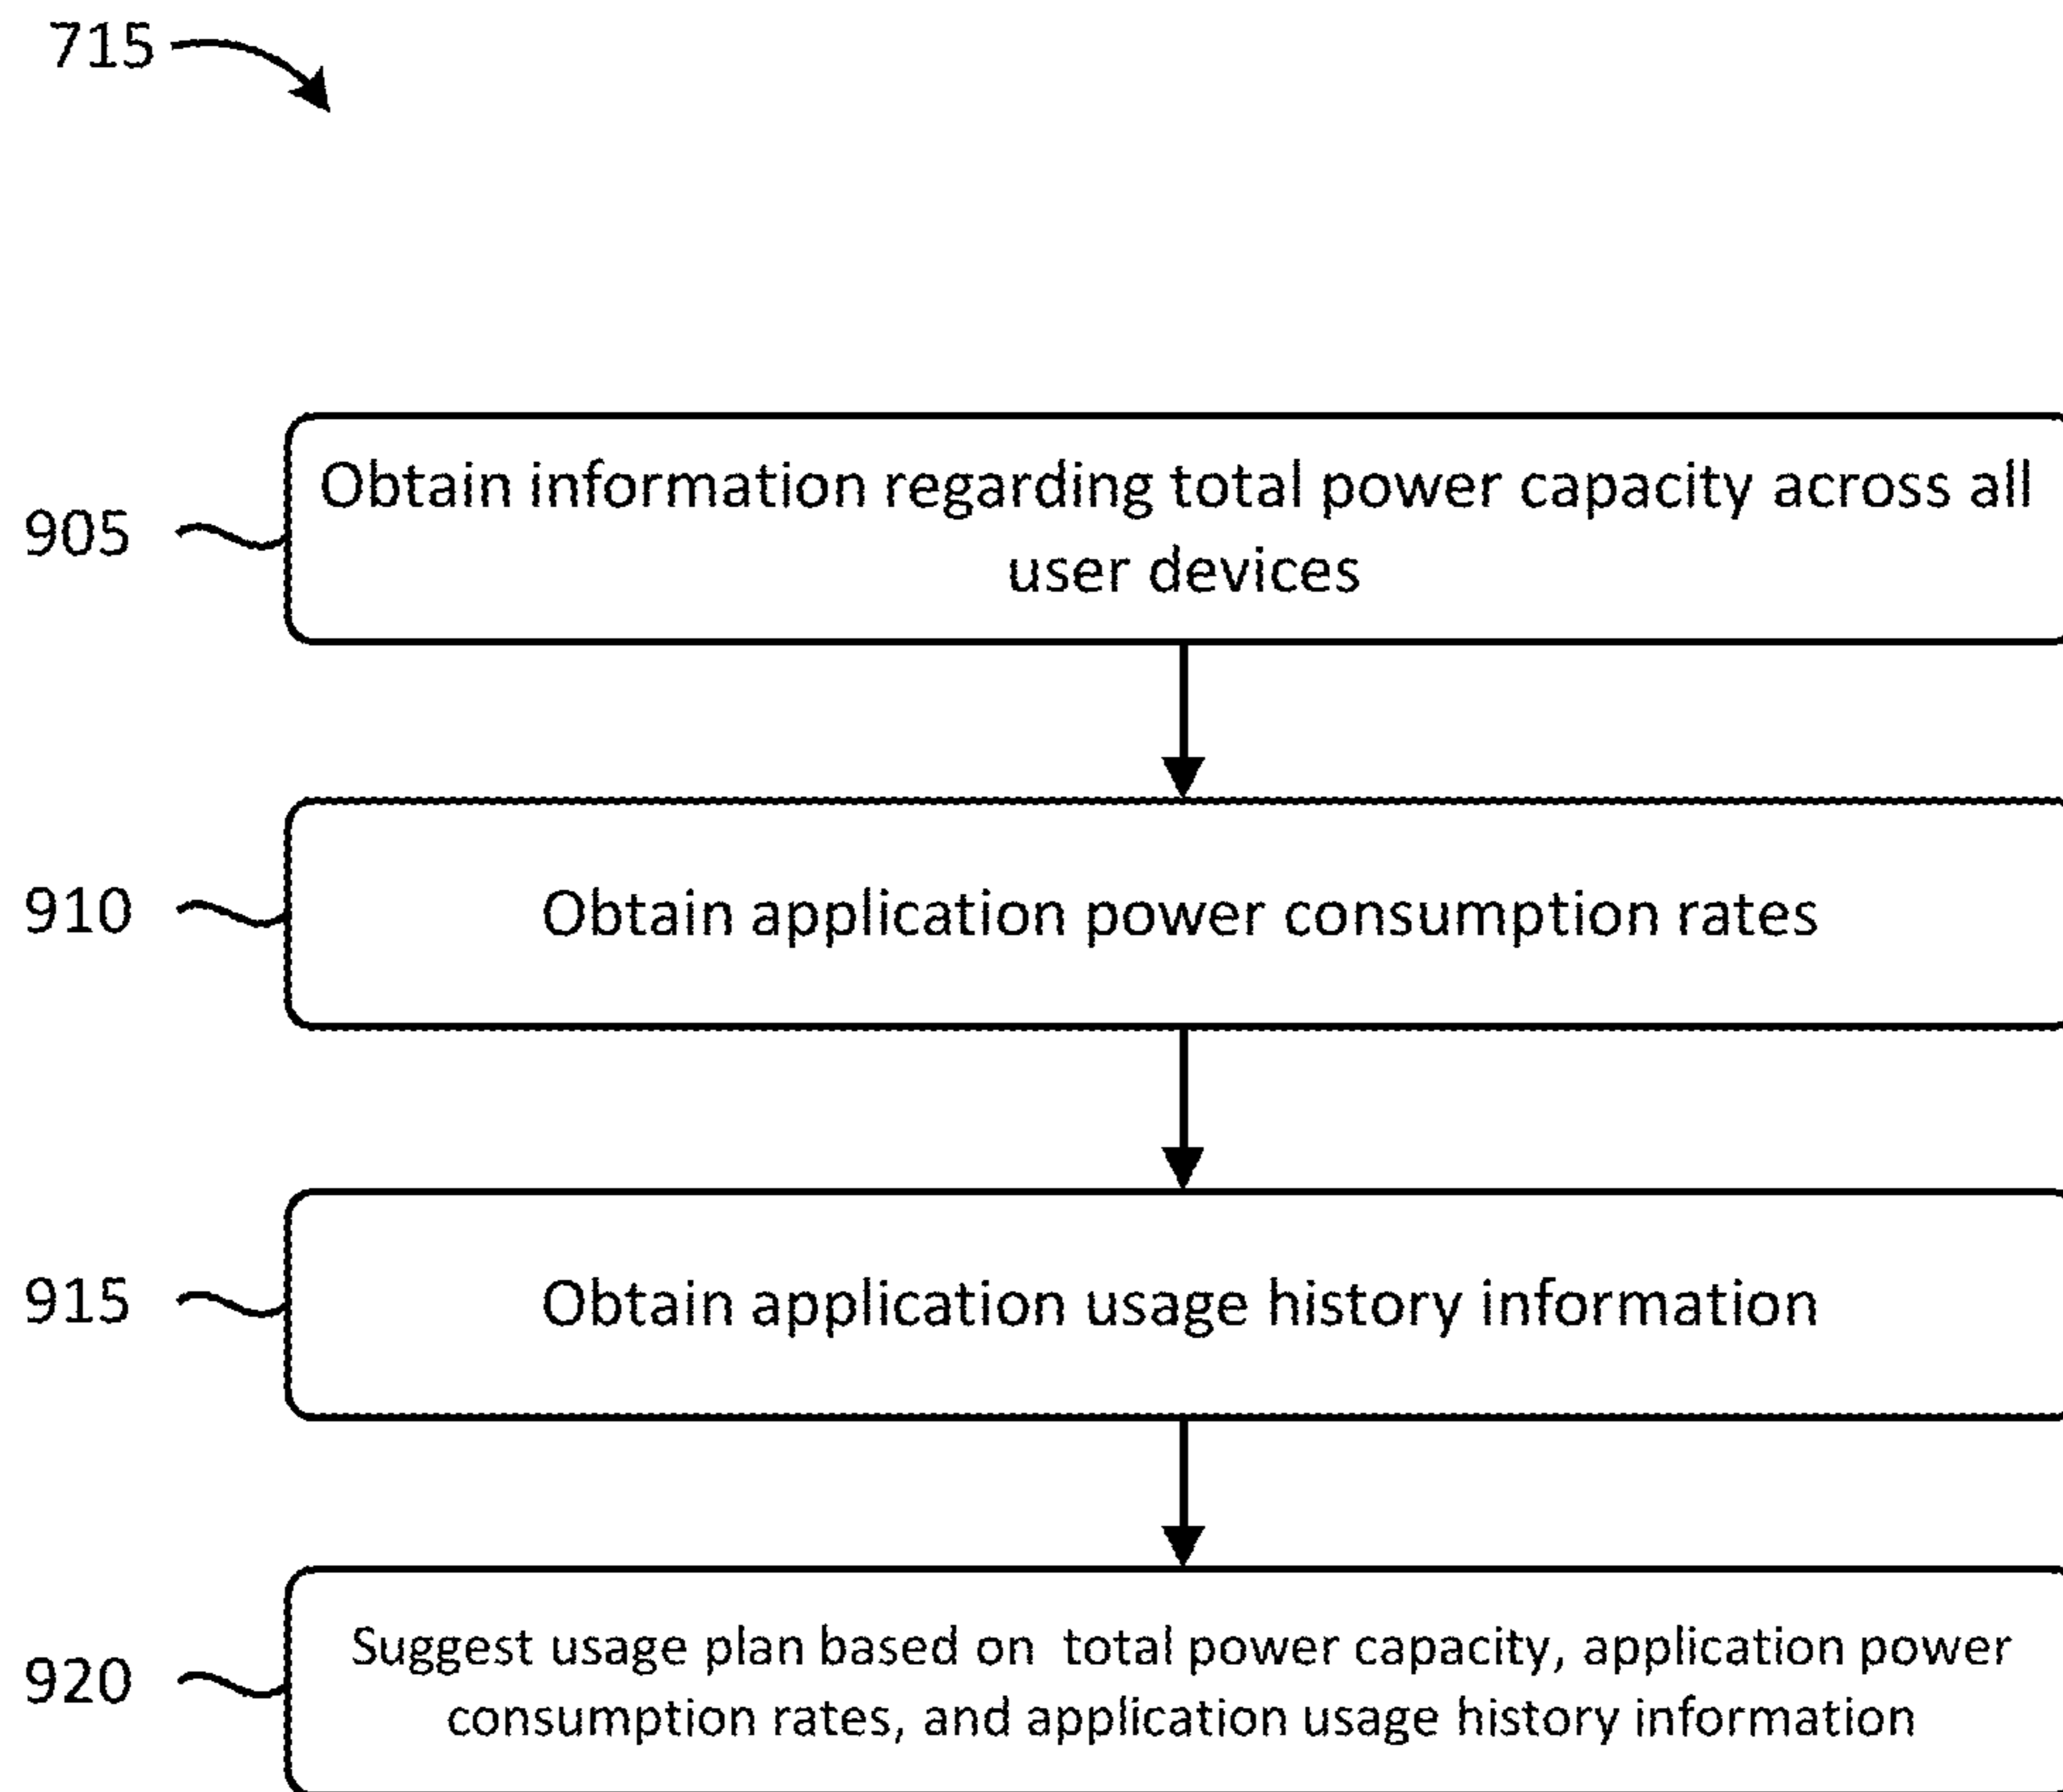 715
905
Obtain information regarding total power capacity across all
user devices
910
Obtain application power consumption rates
915
Obtain application usage history information
920
Suggest usage plan based on  total power capacity, application power
consumption rates, and application usage history information